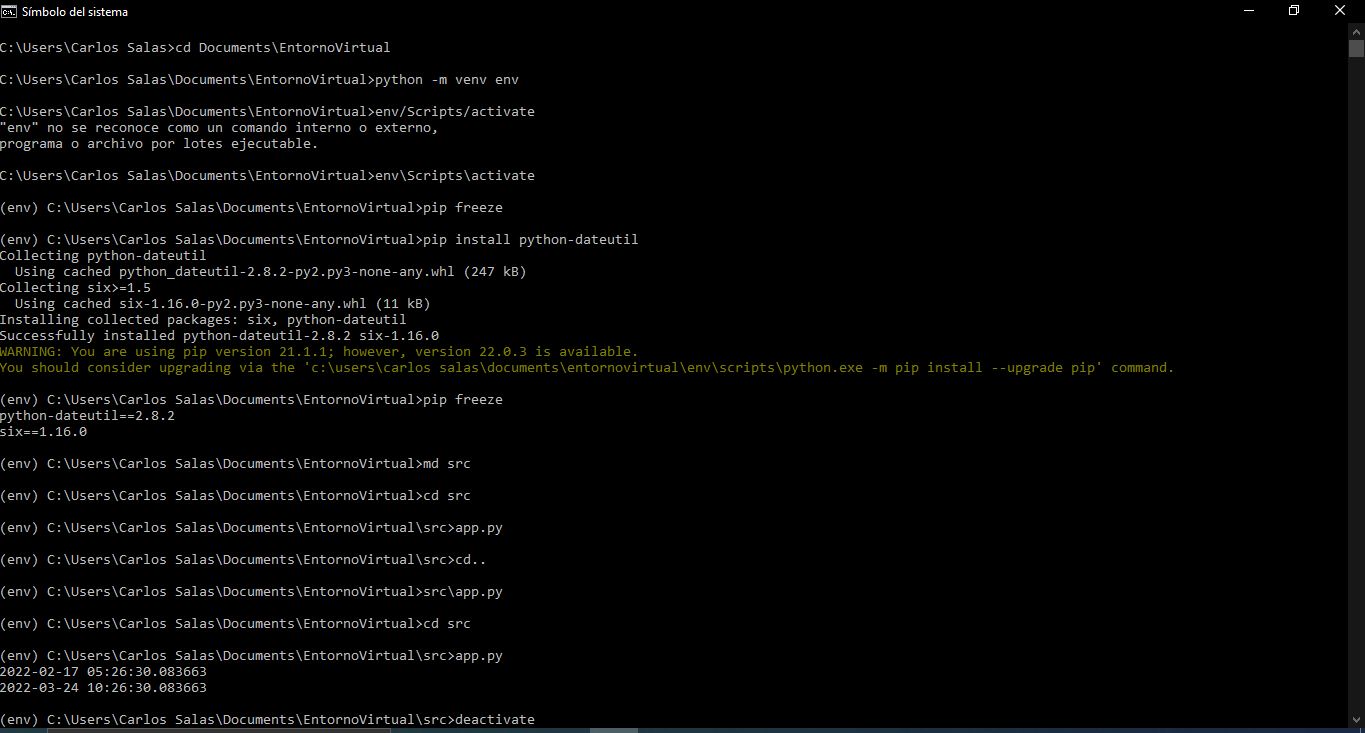 Símbolo del sistema
C:\Users\Carlos Salas>cd Documents\EntornoVirtual
C:\Users\Carlos Salas\Documents\EntornoVirtual>python -m venv env
C:\Users\Carlos Salas\Documents\EntornoVirtual>env/Scripts/activate
"env" no se reconoce como un comando interno o externo,
programa o archivo por lotes ejecutable.
C:\Users\Carlos Salas\Documents\EntornoVirtual>env\Scripts\activate
(env) C:\Users\Carlos Salas\Documents\EntornoVirtual>pip freeze
(env) C:\Users\Carlos Salas\Documents\EntornoVirtual>pip install python-dateutil
Collecting python-dateutil
  Using cached python_dateutil-2.8.2-py2.py3-none-any.whl (247 kB)
Collecting six>=1.5
  Using cached six-1.16.0-py2.py3-none-any.whl (11 kB)
Installing collected packages: six, python-dateutil
Successfully installed python-dateutil-2.8.2 six-1.16.0
WARNING: You are using pip version 21.1.1; however, version 22.0.3 is available.
You should consider upgrading via the 'c:\users\carlos salas\documents\entornovirtual\env\scripts\python.exe -m pip install --upgrade pip' command.
(env) C:\Users\Carlos Salas\Documents\EntornoVirtual>pip freeze
python-dateutil==2.8.2
six==1.16.0
(env) C:\Users\Carlos Salas\Documents\EntornoVirtual>md src
(env) C:\Users\Carlos Salas\Documents\EntornoVirtual>cd src
(env) C:\Users\Carlos Salas\Documents\EntornoVirtual\src>app.py
(env) C:\Users\Carlos Salas\Documents\EntornoVirtual\src>cd..
(env) C:\Users\Carlos Salas\Documents\EntornoVirtual>src\app.py
(env) C:\Users\Carlos Salas\Documents\EntornoVirtual>cd src
(env) C:\Users\Carlos Salas\Documents\EntornoVirtual\src>app.py
2022-02-17 05:26:30.083663
2022-03-24 10:26:30.083663
(env) C:\Users\Carlos Salas\Documents\EntornoVirtual\src>deactivate